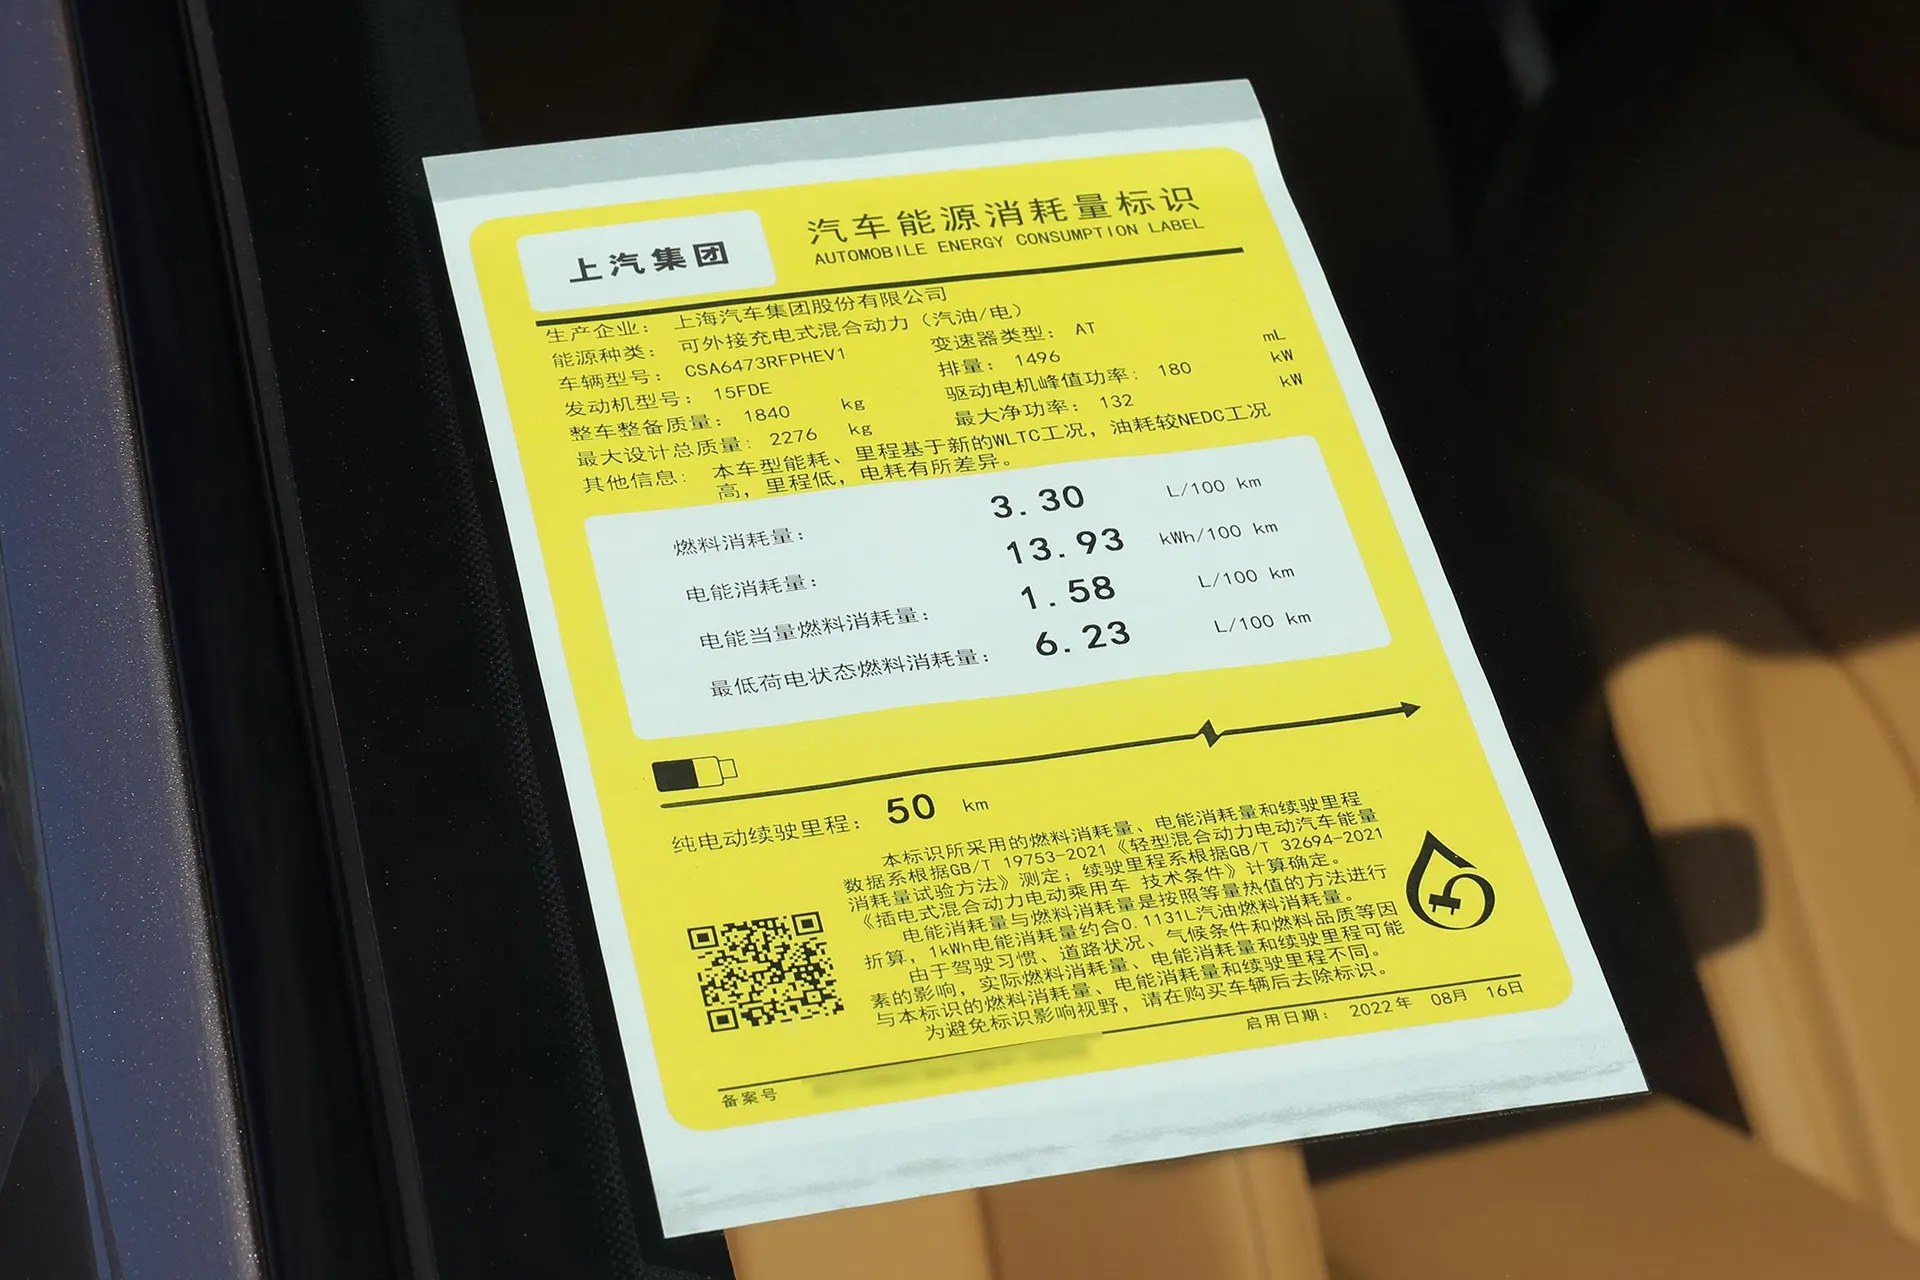 上汽集团
汽车能源消耗量标识
AUTOMOBILE ENERGY CONSUMPTION LABEL
生产企业： 上海汽车集团股份有限公司
能源种类： 可外接充电式混合动力（汽油/电）
车辆型号： CSA6473RFPHEV1 变速器类型： AT
发动机型号： 15FDE 排量： 1496 mL
整车整备质量： 1840 kg 驱动电机峰值功率： 180 kW
最大设计总质量： 2276 kg 最大净功率： 132 kW
其他信息： 本车型能耗、里程基于新的WLTC工况，油耗较NEDC工况
高，里程低，电耗有所差异。
燃料消耗量： 3.30 L/100 km
电能消耗量： 13.93 kWh/100 km
电能当量燃料消耗量： 1.58 L/100 km
最低荷电状态燃料消耗量： 6.23 L/100 km
纯电动续驶里程： 50 km
本标识所采用的燃料消耗量、电能消耗量和续驶里程
数据系根据GB/T 19753-2021《轻型混合动力电动汽车能量
消耗量试验方法》测定；续驶里程系根据GB/T 32694-2021
《插电式混合动力电动乘用车 技术条件》计算确定。
电能消耗量与燃料消耗量是按照等量热值的方法进行
折算，1kWh电能消耗量约合0.1131L汽油燃料消耗量。
由于驾驶习惯、道路状况、气候条件和燃料品质等因
素的影响，实际燃料消耗量、电能消耗量和续驶里程可能
与本标识的燃料消耗量、电能消耗量和续驶里程不同。
为避免标识影响视野，请在购买车辆后去除标识。
启用日期： 2022年 08月 16日
备案号